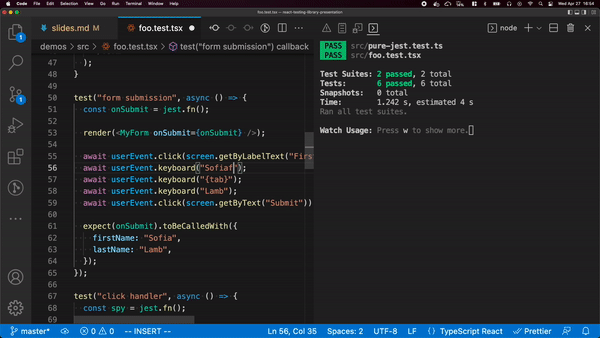 Code File Edit Selection View Go Run Terminal Window Help
Wed Apr 27 18:54
foo.test.tsx — react-testing-library-presentation
slides.md M
foo.test.tsx
node
demos > src > foo.test.tsx > test("form submission") callback
47 );
48 }
49
50 test("form submission", async () => {
51 const onSubmit = jest.fn();
52
53 render(<MyForm onSubmit={onSubmit} />);
54
55 await userEvent.click(screen.getByLabelText("Firs
56 await userEvent.keyboard("Sofiaf");
57 await userEvent.keyboard("{tab}");
58 await userEvent.keyboard("Lamb");
59 await userEvent.click(screen.getByText("Submit"))
60
61 expect(onSubmit).toBeCalledWith({
62 firstName: "Sofia",
63 lastName: "Lamb",
64 });
65 });
66
67 test("click handler", async () => {
68 const spy = jest.fn();
69
PASS src/pure-jest.test.ts
PASS src/foo.test.tsx
Test Suites: 2 passed, 2 total
Tests: 6 passed, 6 total
Snapshots: 0 total
Time: 1.242 s, estimated 4 s
Ran all test suites.
Watch Usage: Press w to show more.
master* 0 0 -- INSERT -- Ln 56, Col 35 Spaces: 2 UTF-8 LF {} TypeScript React Prettier